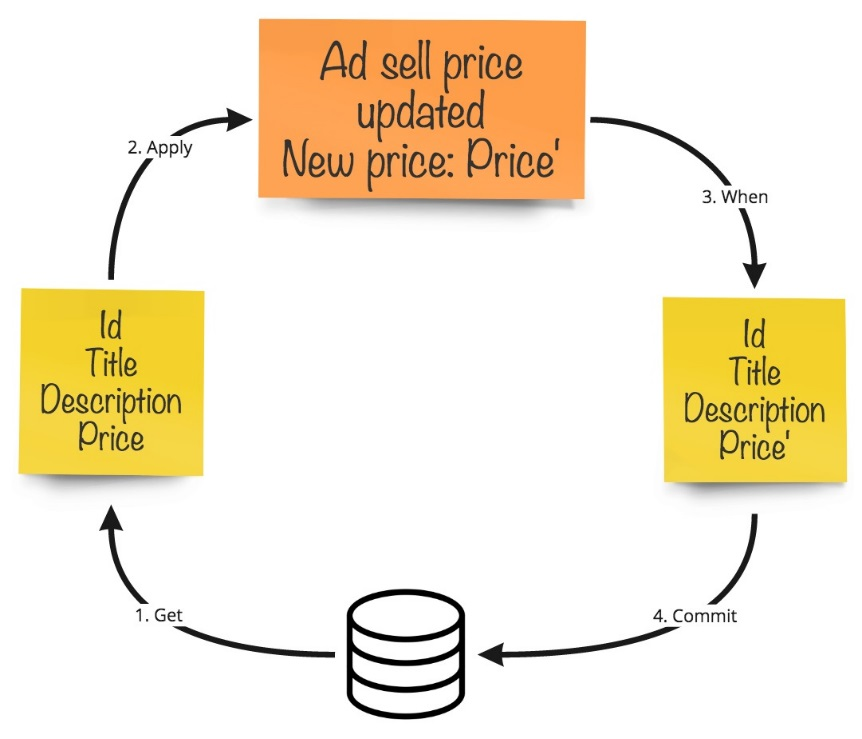 Ad sell price
updated
New price: Price'
2. Apply
3. When
Id
Title
Description
Price
Id
Title
Description
Price'
1. Get
4. Commit